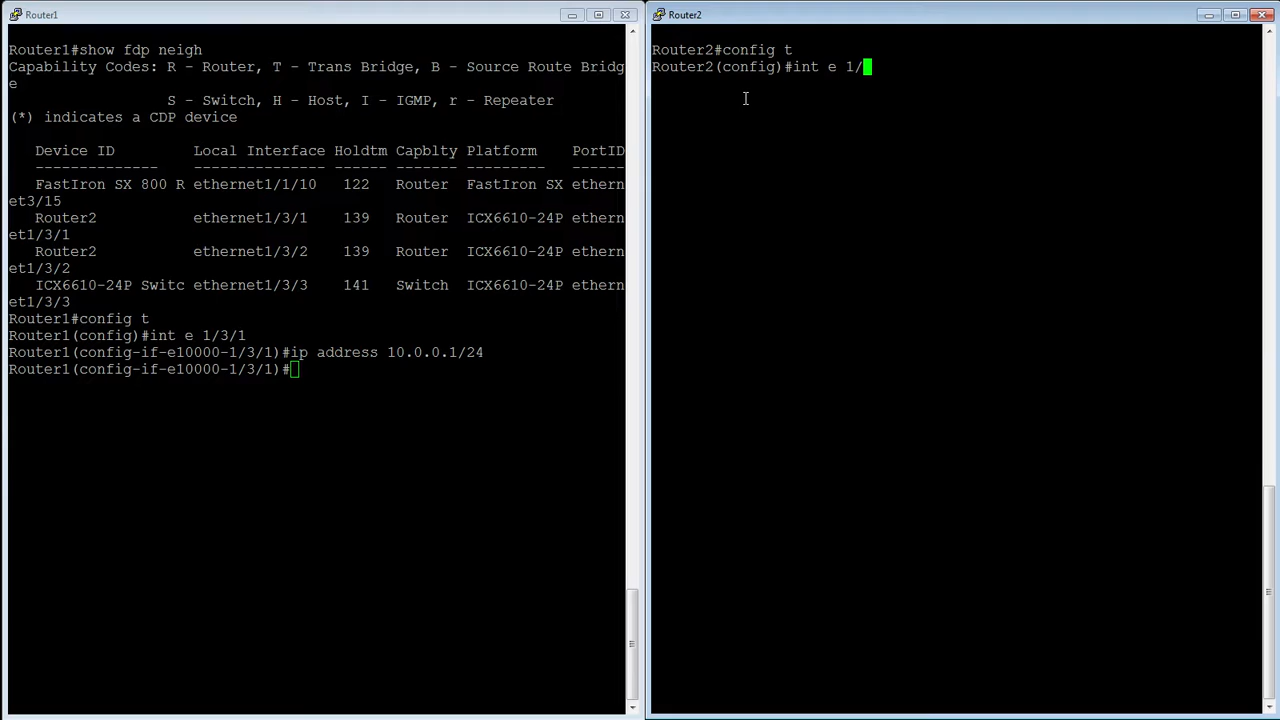 Router1
Router1#show fdp neigh
Capability Codes: R - Router, T - Trans Bridge, B - Source Route Bridg
e
S - Switch, H - Host, I - IGMP, r - Repeater
(*) indicates a CDP device
Device ID Local Interface Holdtm Capblty Platform PortID
-------------- --------------- ------ ------- --------- ------
FastIron SX 800 R ethernet1/1/10 122 Router FastIron SX ethern
et3/15
Router2 ethernet1/3/1 139 Router ICX6610-24P ethern
et1/3/1
Router2 ethernet1/3/2 139 Router ICX6610-24P ethern
et1/3/2
ICX6610-24P Switc ethernet1/3/3 141 Switch ICX6610-24P ethern
et1/3/3
Router1#config t
Router1(config)#int e 1/3/1
Router1(config-if-e10000-1/3/1)#ip address 10.0.0.1/24
Router1(config-if-e10000-1/3/1)#
Router2
Router2#config t
Router2(config)#int e 1/